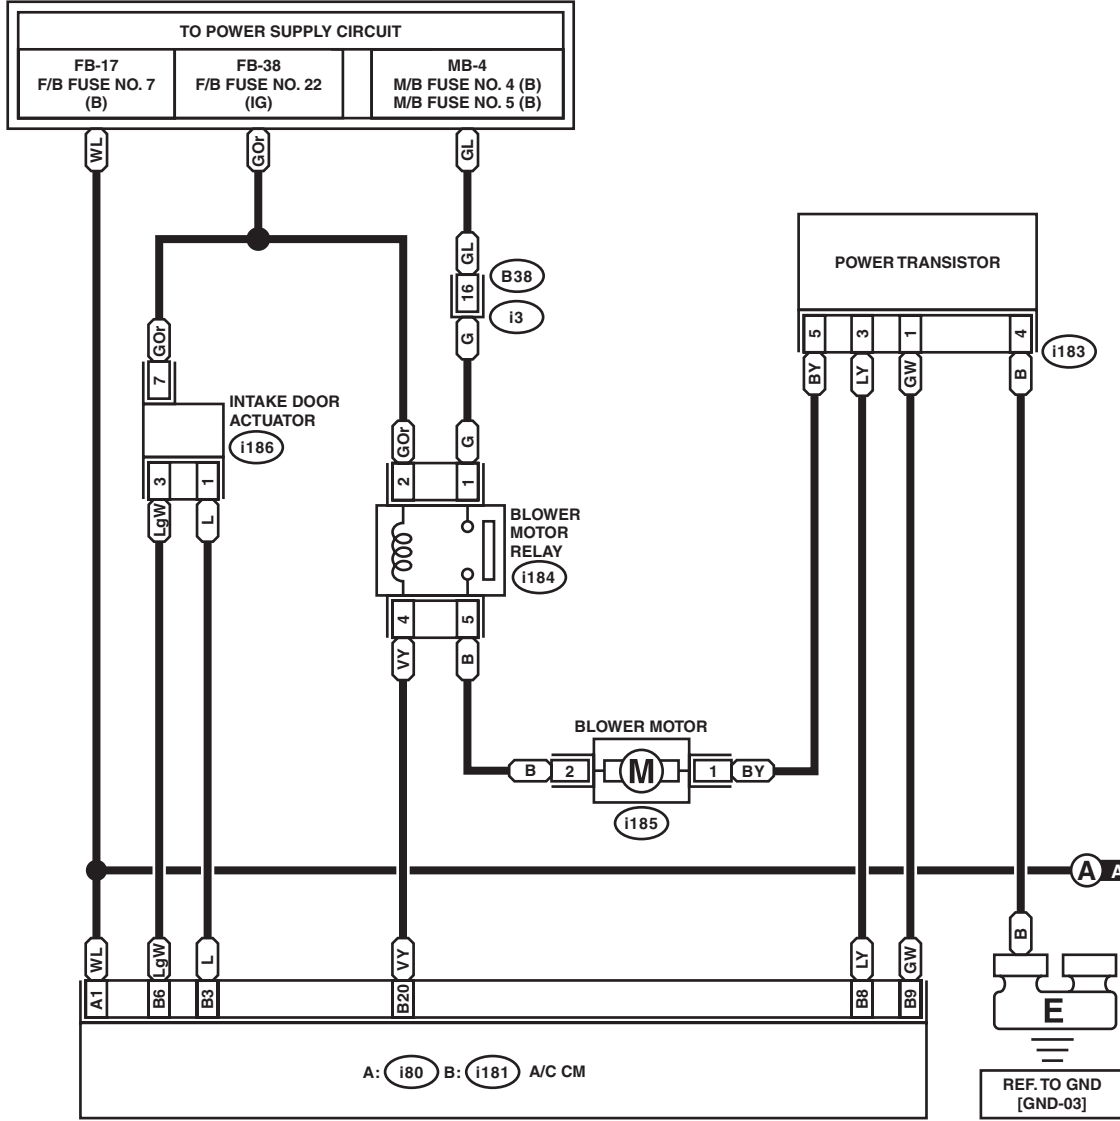 TO POWER SUPPLY CIRCUIT
FB-17
F/B FUSE NO. 7
(B)
FB-38
F/B FUSE NO. 22
(IG)
MB-4
M/B FUSE NO. 4 (B)
M/B FUSE NO. 5 (B)
WL
GOr
GL
GL
16
B38
i3
G
POWER TRANSISTOR
5
3
1
4
i183
BY
LY
GW
B
GOr
7
INTAKE DOOR
ACTUATOR
i186
3
1
LgW
L
GOr
G
2
1
BLOWER
MOTOR
RELAY
i184
4
5
VY
B
BLOWER MOTOR
B
2
M
1
BY
i185
A
A
B
WL
LgW
L
VY
LY
GW
A1
B6
B3
B20
B8
B9
E
A: i80 B: i181 A/C CM
REF. TO GND
[GND-03]